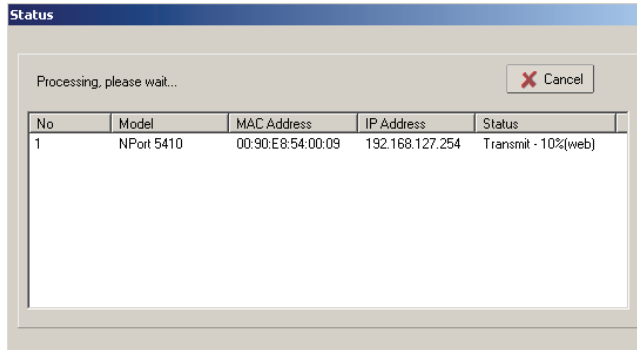 Status
Processing, please wait...
Cancel
No Model MAC Address IP Address Status
1 NPort 5410 00:90:E8:54:00:09 192.168.127.254 Transmit - 10%(web)